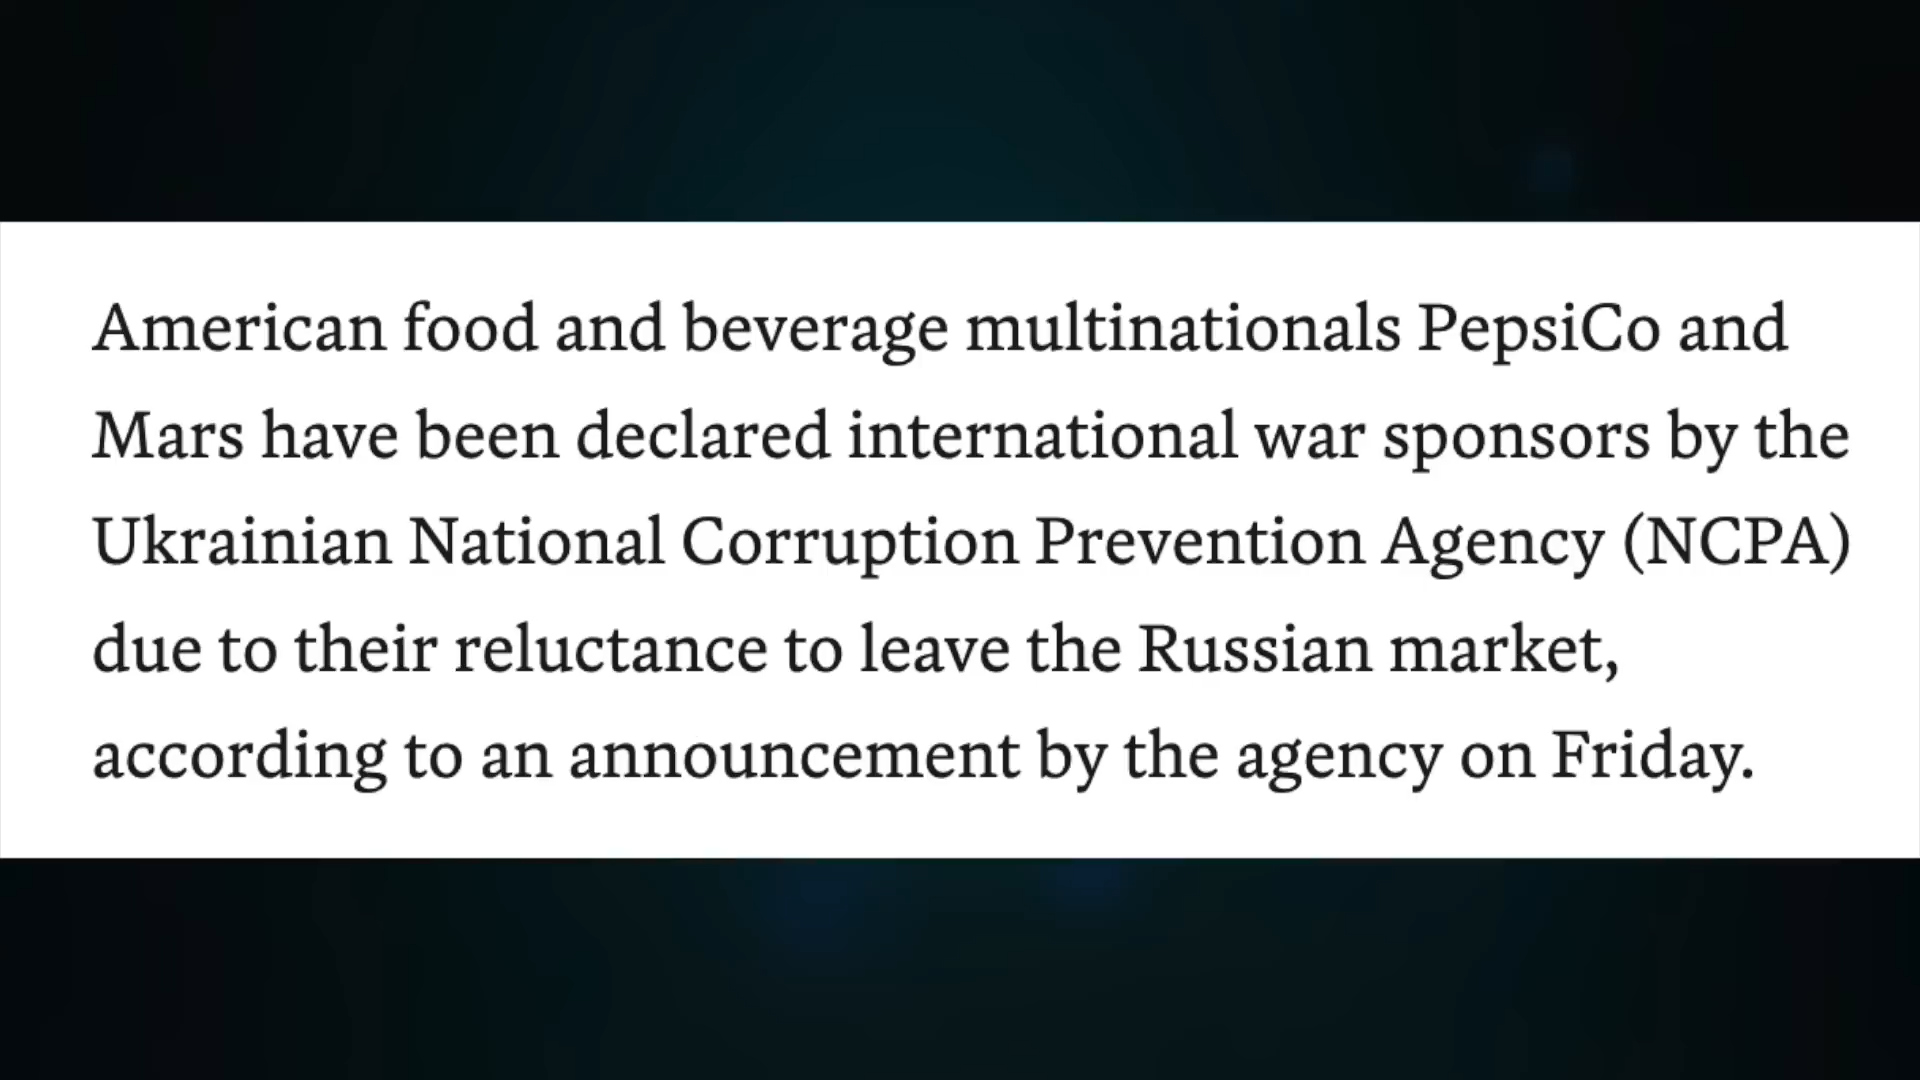 American food and beverage multinationals PepsiCo and
Mars have been declared international war sponsors by the
Ukrainian National Corruption Prevention Agency (NCPA)
due to their reluctance to leave the Russian market,
according to an announcement by the agency on Friday.